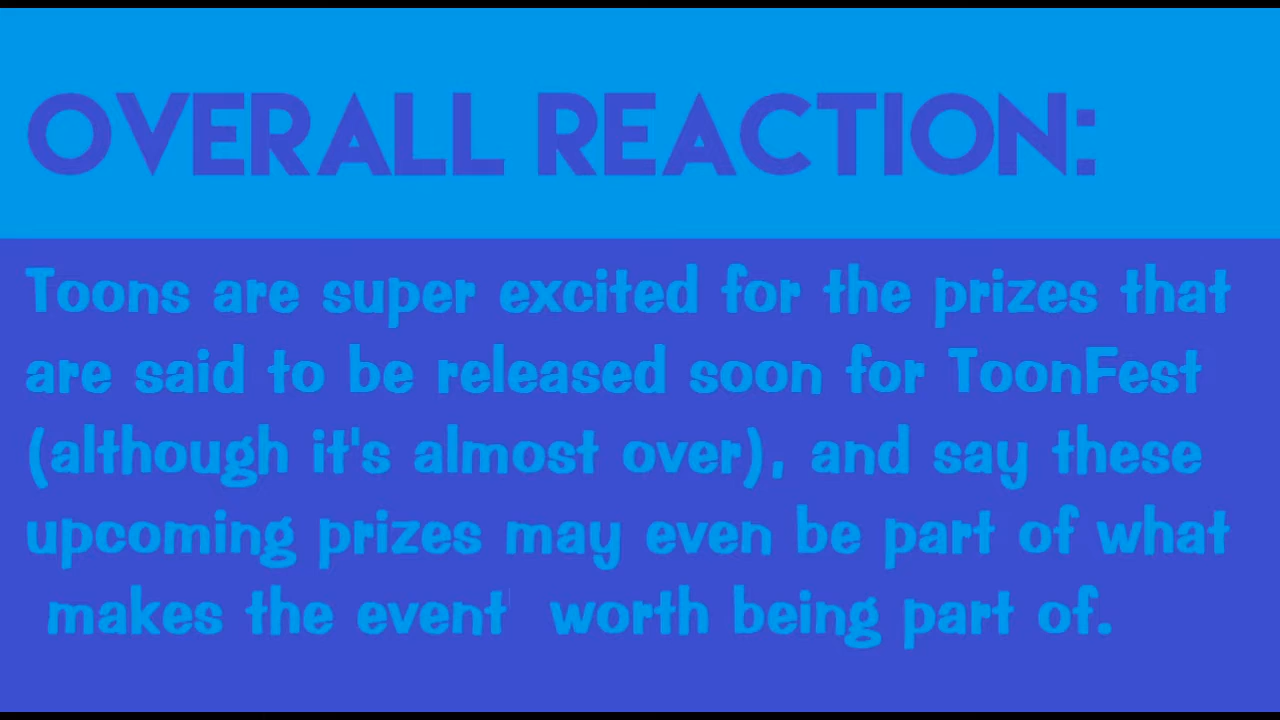 OVERALL REACTION:
Toons are super excited for the prizes that
are said to be released soon for ToonFest
(although it's almost over), and say these
upcoming prizes may even be part of what
makes the event worth being part of.